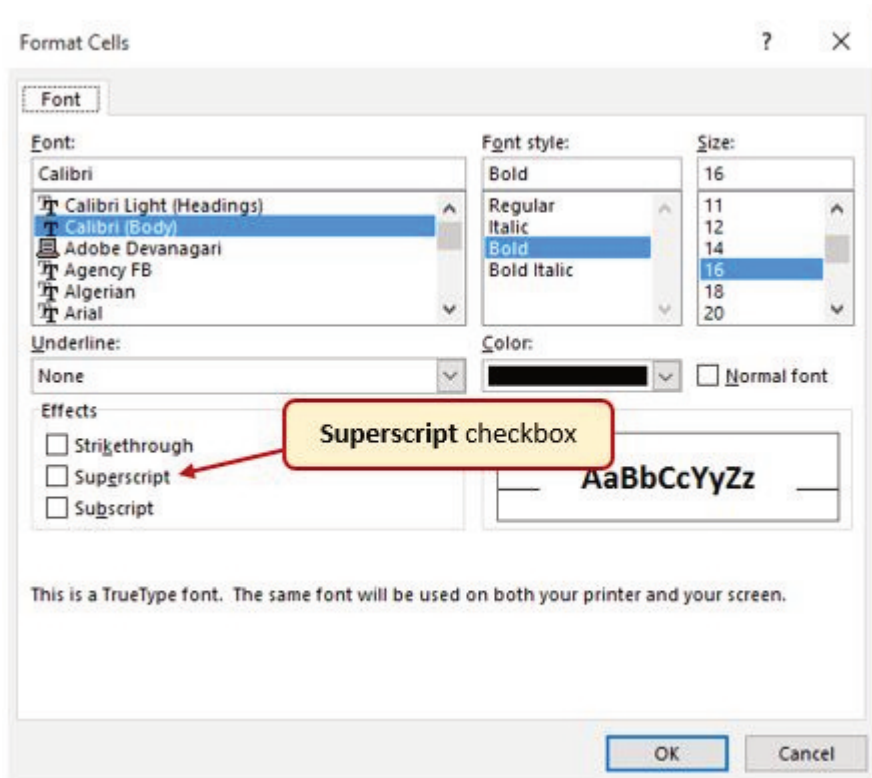 Format Cells ? ×
Font
Font: Font style: Size:
Calibri Bold 16
Calibri Light (Headings) Regular 11
Calibri (Body) Italic 12
Adobe Devanagari Bold 14
Agency FB Bold Italic 16
Algerian 18
Arial 20
Underline: Color:
None Normal font
Effects
Strikethrough
Superscript checkbox
Superscript
AaBbCcYyZz
Subscript
This is a TrueType font. The same font will be used on both your printer and your screen.
OK Cancel